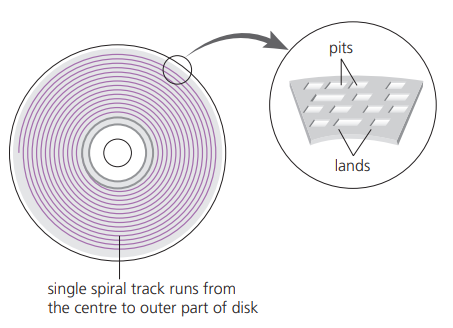 pits
lands
single spiral track runs from
the centre to outer part of disk